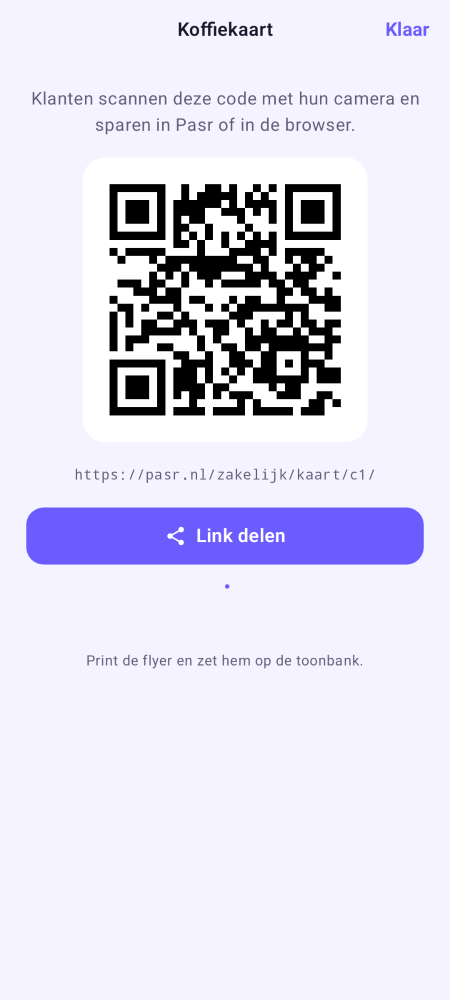 Koffiekaart
Klaar
Klanten scannen deze code met hun camera en
sparen in Pasr of in de browser.
https://pasr.nl/zakelijk/kaart/c1/
Link delen
Print de flyer en zet hem op de toonbank.